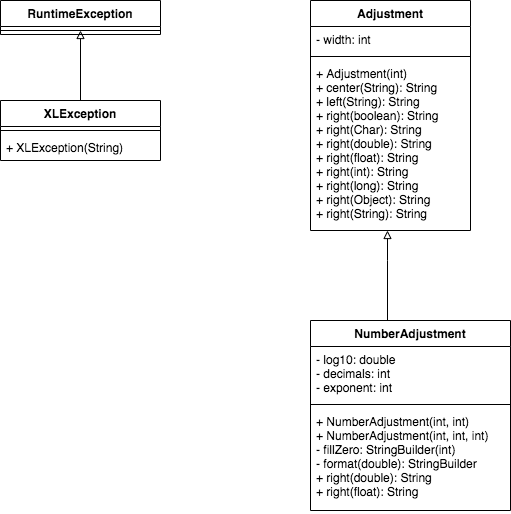 RuntimeException
XLException
+ XLException(String)
Adjustment
- width: int
+ Adjustment(int)
+ center(String): String
+ left(String): String
+ right(boolean): String
+ right(Char): String
+ right(double): String
+ right(float): String
+ right(int): String
+ right(long): String
+ right(Object): String
+ right(String): String
NumberAdjustment
- log10: double
- decimals: int
- exponent: int
+ NumberAdjustment(int, int)
+ NumberAdjustment(int, int, int)
- fillZero: StringBuilder(int)
- format(double): StringBuilder
+ right(double): String
+ right(float): String